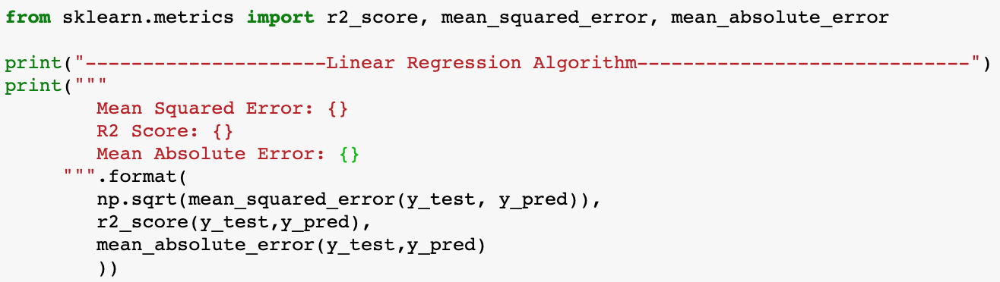 from sklearn.metrics import r2_score, mean_squared_error, mean_absolute_error
print("---------------------Linear Regression Algorithm-----------------------------")
print("""
Mean Squared Error: {}
R2 Score: {}
Mean Absolute Error: {}
""".format(
np.sqrt(mean_squared_error(y_test, y_pred)),
r2_score(y_test,y_pred),
mean_absolute_error(y_test,y_pred)
))